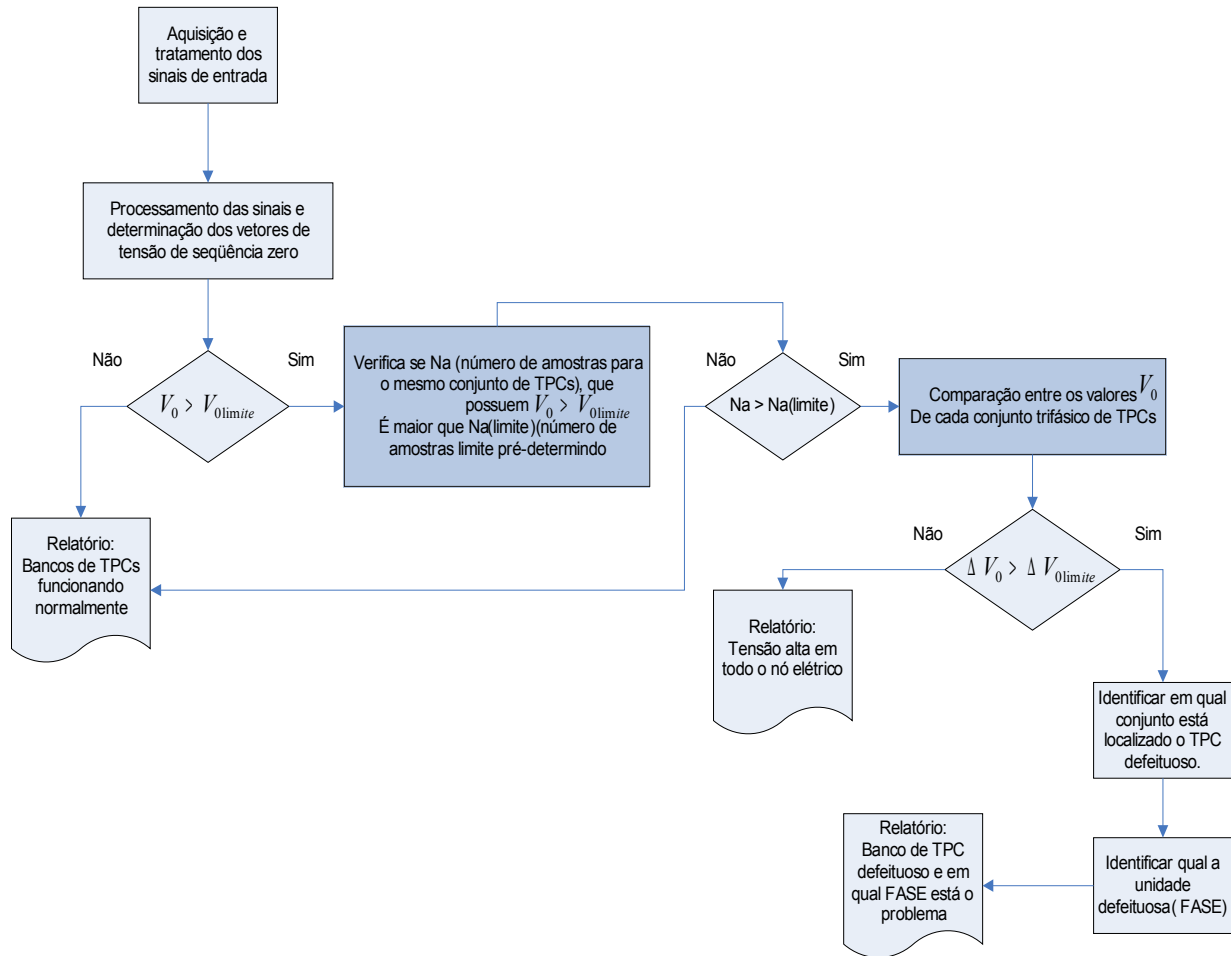 Aquisição e
tratamento dos
sinais de entrada
Processamento das sinais e
determinação dos vetores de
tensão de seqüência zero
Não
Sim
V₀ > V₀limite
Verifica se Na (número de amostras para
o mesmo conjunto de TPCs), que
possuem V₀ > V₀limite
É maior que Na(limite)(número de
amostras limite pré-determindo
Não
Sim
Na > Na(limite)
Comparação entre os valores V₀
De cada conjunto trifásico de TPCs
Relatório:
Bancos de TPCs
funcionando
normalmente
Não
Sim
Δ V₀ > Δ V₀limite
Relatório:
Tensão alta em
todo o nó elétrico
Identificar em qual
conjunto está
localizado o TPC
defeituoso.
Identificar qual a
unidade
defeituosa( FASE)
Relatório:
Banco de TPC
defeituoso e em
qual FASE está o
problema